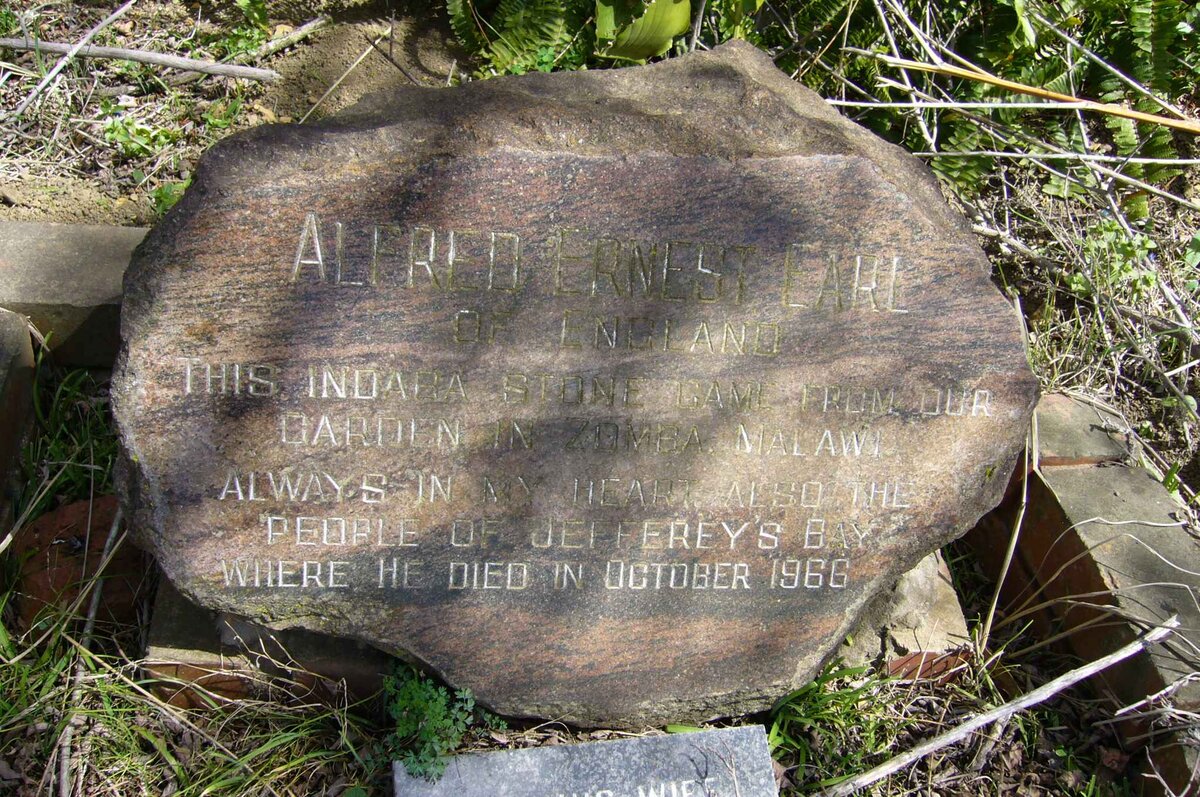 ALFRED ERNEST EARL
OF ENGLAND
THIS INDABA STONE CAME FROM OUR
GARDEN IN ZOMBA. MALAWI.
ALWAYS IN MY HEART ALSO THE
PEOPLE OF JEFFEREY'S BAY
WHERE HE DIED IN OCTOBER 1966